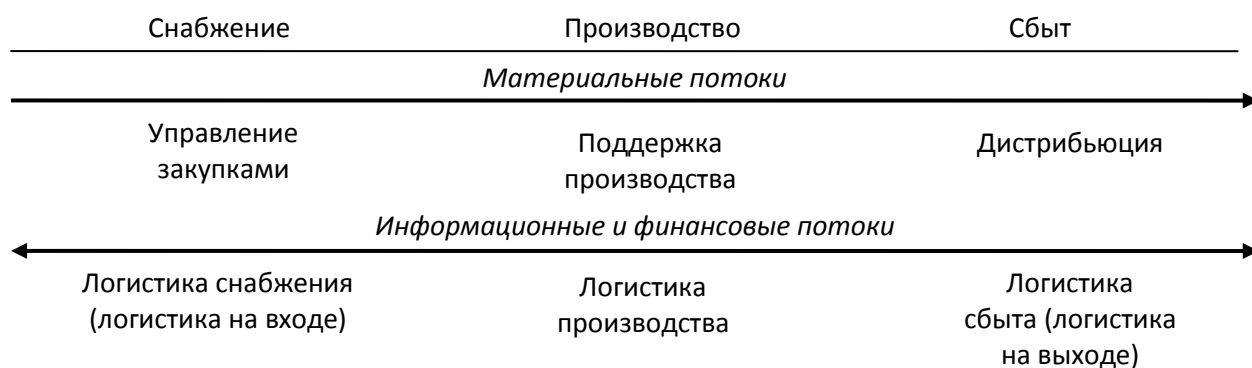 Снабжение Производство Сбыт
Материальные потоки
Управление
закупками
Поддержка
производства
Дистрибьюция
Информационные и финансовые потоки
Логистика снабжения
(логистика на входе)
Логистика
производства
Логистика
сбыта (логистика
на выходе)